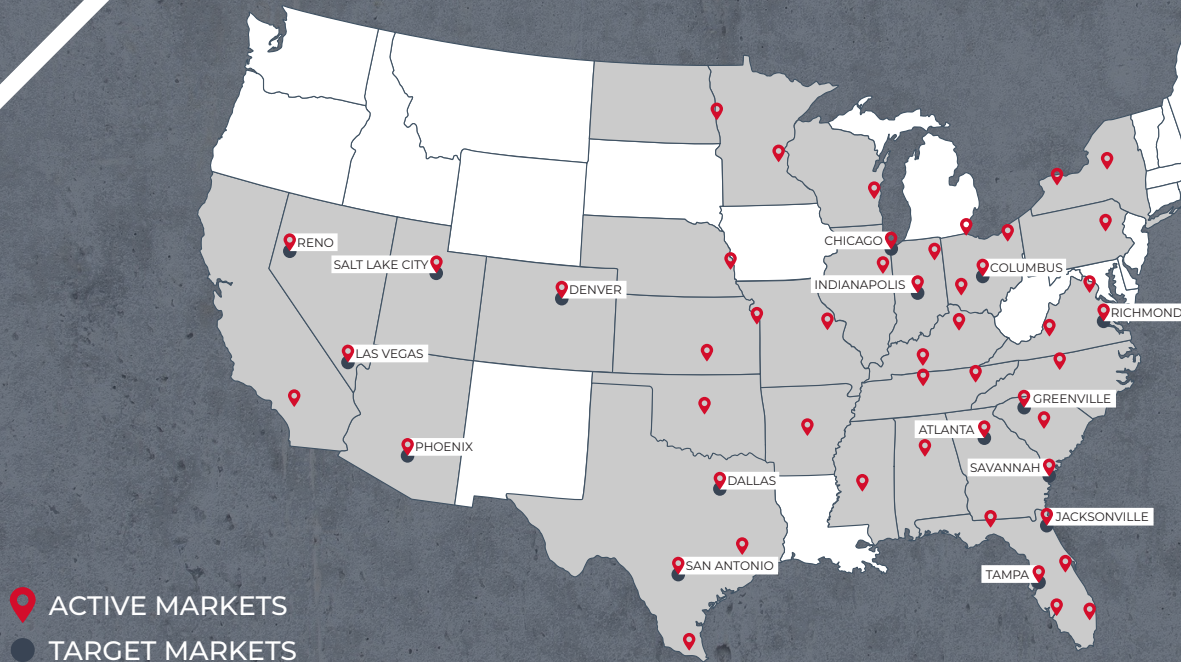 RENO
SALT LAKE CITY
DENVER
LAS VEGAS
PHOENIX
CHICAGO
COLUMBUS
INDIANAPOLIS
RICHMOND
GREENVILLE
ATLANTA
SAVANNAH
DALLAS
JACKSONVILLE
SAN ANTONIO
TAMPA
ACTIVE MARKETS
TARGET MARKETS